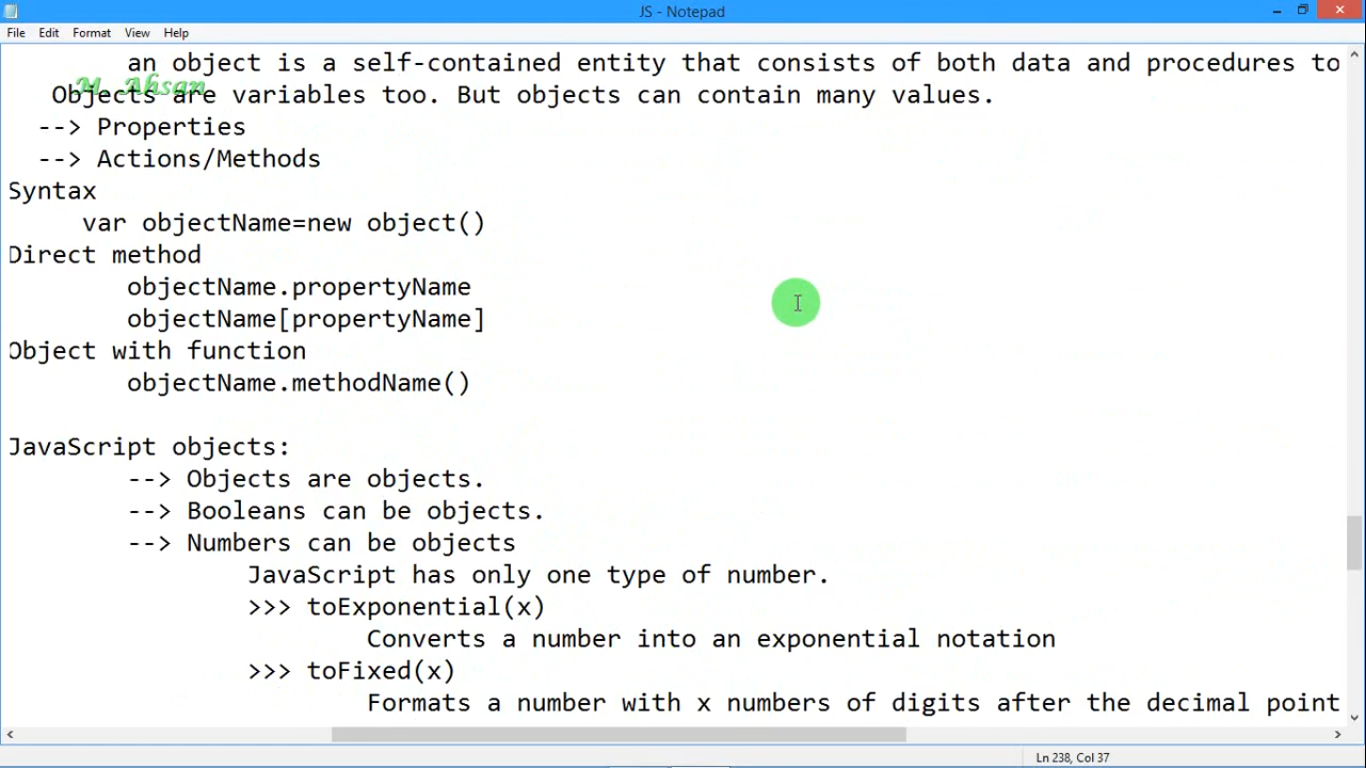 JS - Notepad
File Edit Format View Help
an object is a self-contained entity that consists of both data and procedures to
M. Ahsan
Objects are variables too. But objects can contain many values.
--> Properties
--> Actions/Methods
Syntax
var objectName=new object()
Direct method
objectName.propertyName
objectName[propertyName]
Object with function
objectName.methodName()
JavaScript objects:
--> Objects are objects.
--> Booleans can be objects.
--> Numbers can be objects
JavaScript has only one type of number.
>>> toExponential(x)
Converts a number into an exponential notation
>>> toFixed(x)
Formats a number with x numbers of digits after the decimal point
Ln 238, Col 37